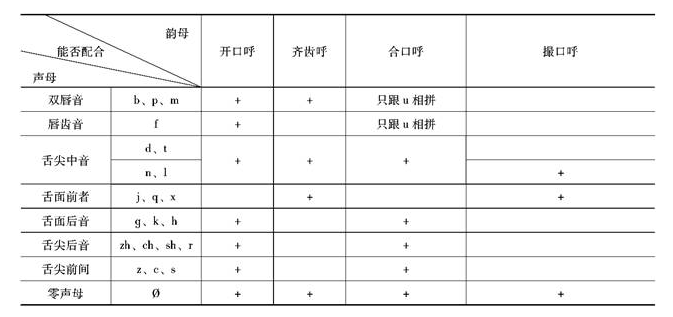 韵母
能否配合
声母
开口呼 齐齿呼 合口呼 撮口呼
双唇音 b、p、m + + 只跟 u 相拼
唇齿音 f + 只跟 u 相拼
舌尖中音 d、t + + +
n、l +
舌面前者 j、q、x + +
舌面后音 g、k、h + +
舌尖后音 zh、ch、sh、r + +
舌尖前间 z、c、s + +
零声母 Ø + + + +